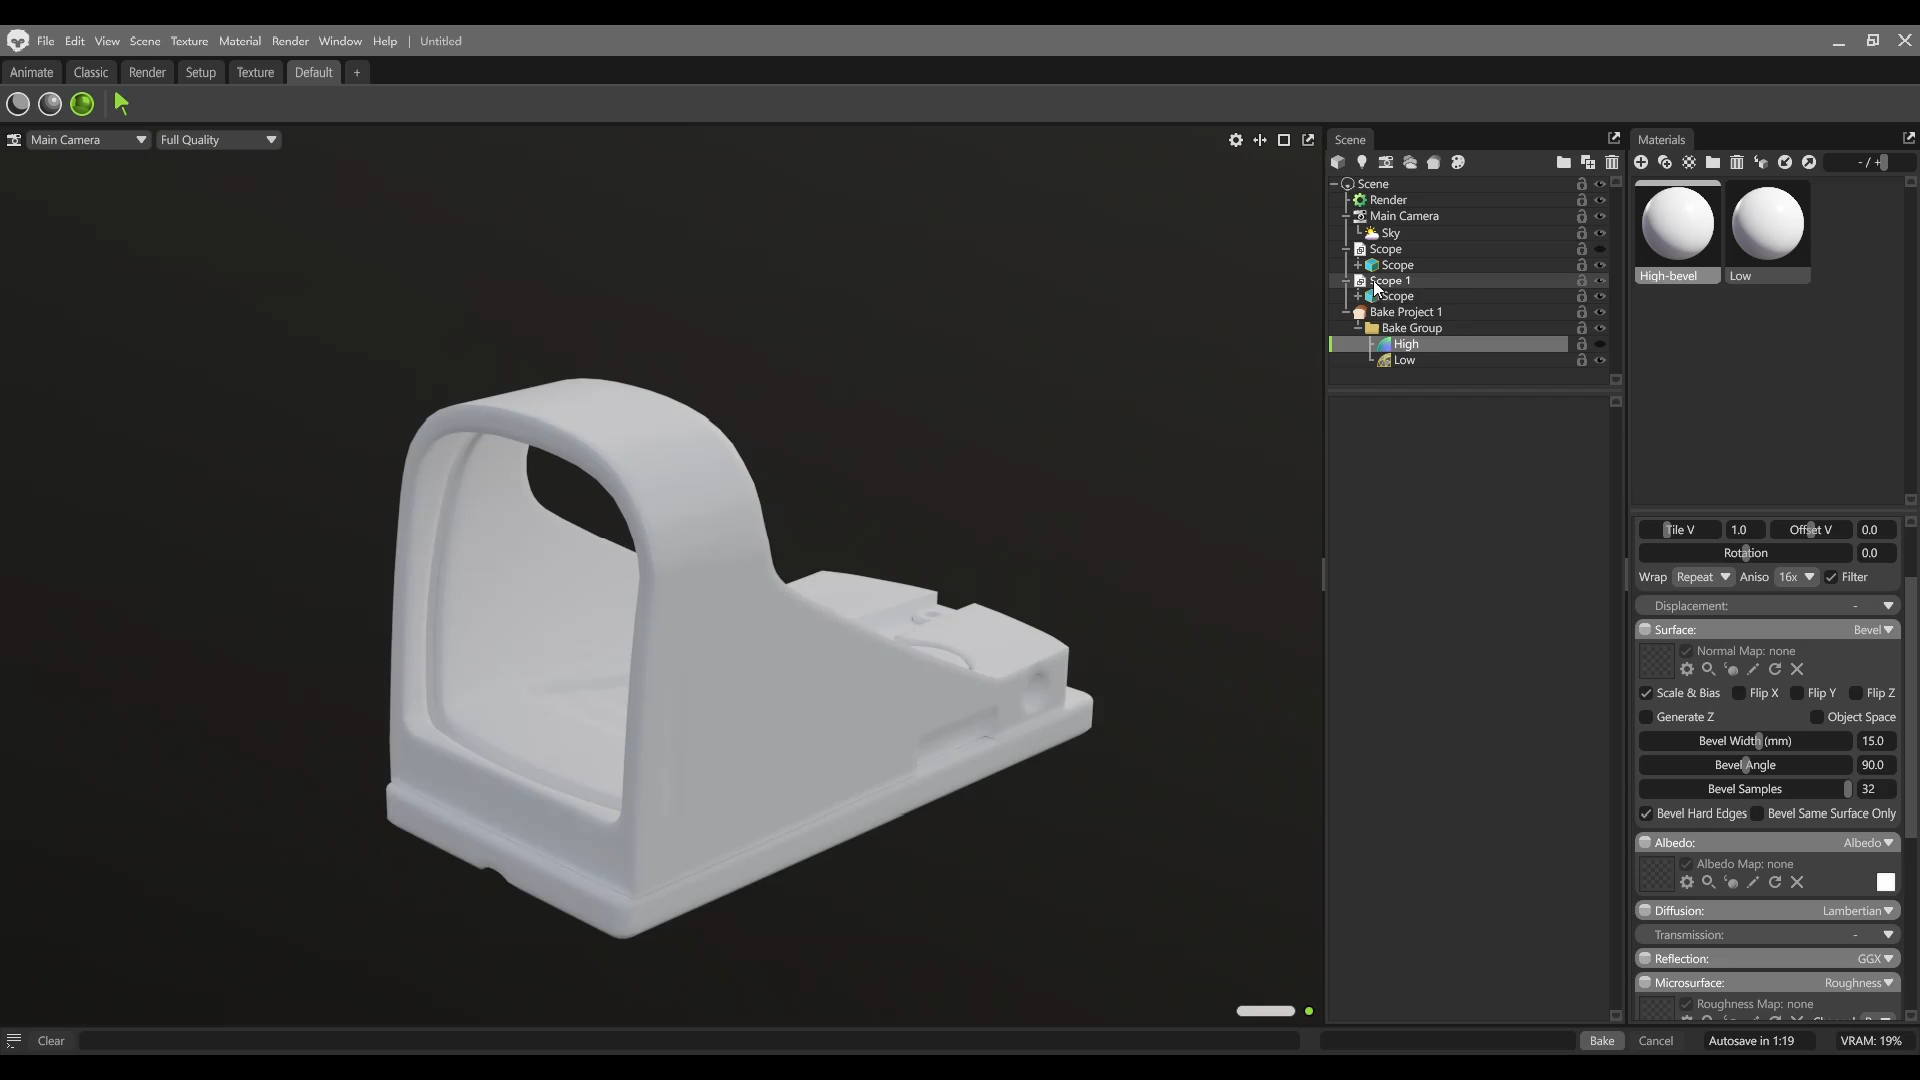 File Edit View Scene Texture Material Render Window Help | Untitled
Animate Classic Render Setup Texture Default +
Main Camera Full Quality
Scene
Scene
Render
Main Camera
Sky
Scope
Scope
Scope 1
Scope
Bake Project 1
Bake Group
High
Low
Materials
- / +
High-bevel Low
Tile V 1.0 Offset V 0.0
Rotation 0.0
Wrap Repeat Aniso 16x Filter
Displacement: -
Surface: Bevel
Normal Map: none
Scale & Bias Flip X Flip Y Flip Z
Generate Z Object Space
Bevel Width (mm) 15.0
Bevel Angle 90.0
Bevel Samples 32
Bevel Hard Edges Bevel Same Surface Only
Albedo: Albedo
Albedo Map: none
Diffusion: Lambertian
Transmission: -
Reflection: GGX
Microsurface: Roughness
Roughness Map: none
Clear Bake Cancel Autosave in 1:19 VRAM: 19%